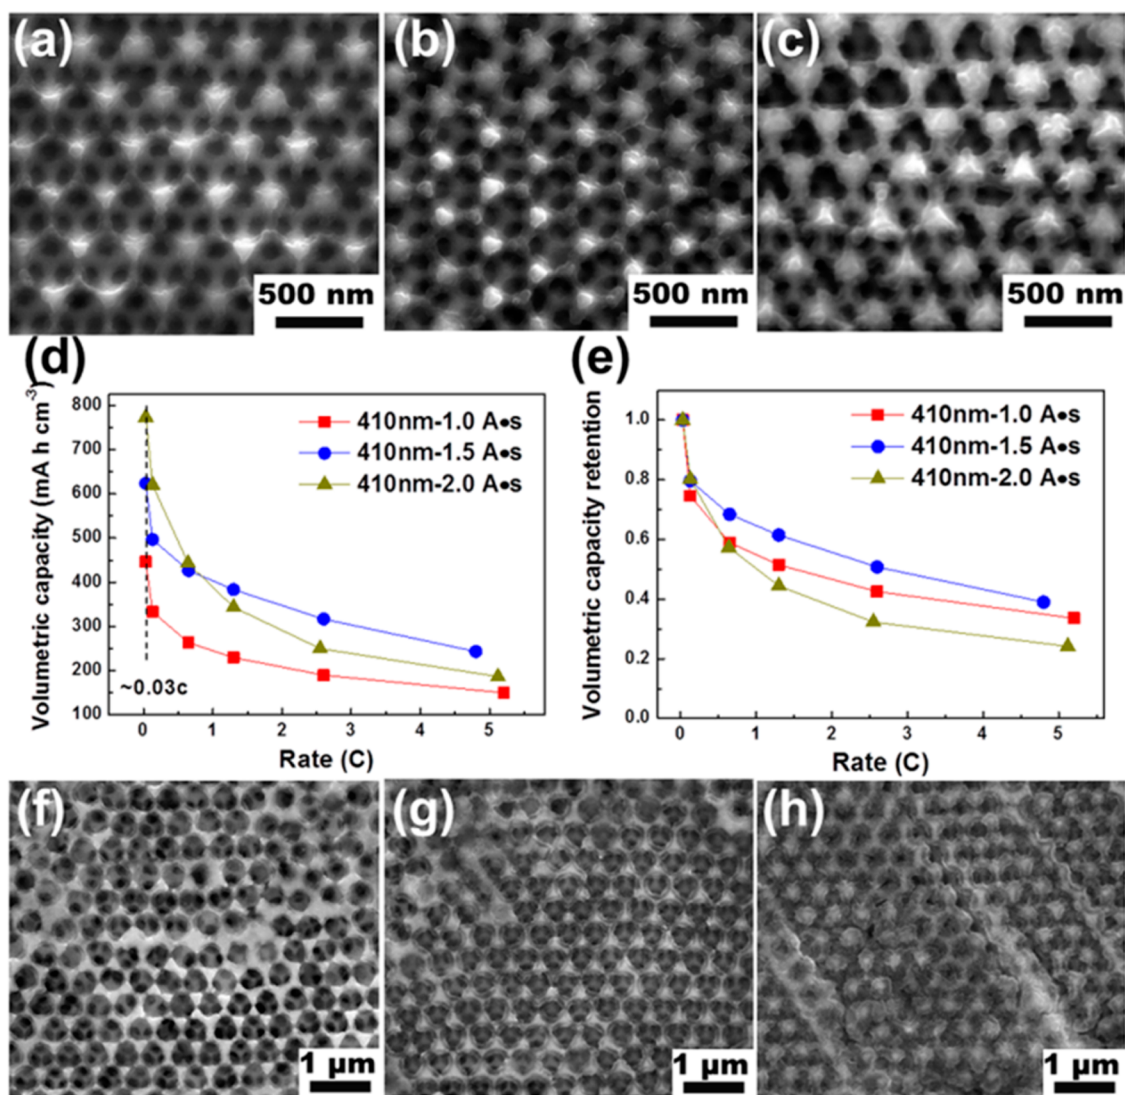 (a)
(b)
(c)
500 nm
500 nm
500 nm
(d)
(e)
Volumetric capacity (mA h cm⁻³)
800
700
600
500
400
300
200
100
410nm-1.0 A•s
410nm-1.5 A•s
410nm-2.0 A•s
~0.03c
0
1
2
3
4
5
Rate (C)
Volumetric capacity retention
1.0
0.8
0.6
0.4
0.2
0.0
410nm-1.0 A•s
410nm-1.5 A•s
410nm-2.0 A•s
0
1
2
3
4
5
Rate (C)
(f)
(g)
(h)
1 µm
1 µm
1 µm